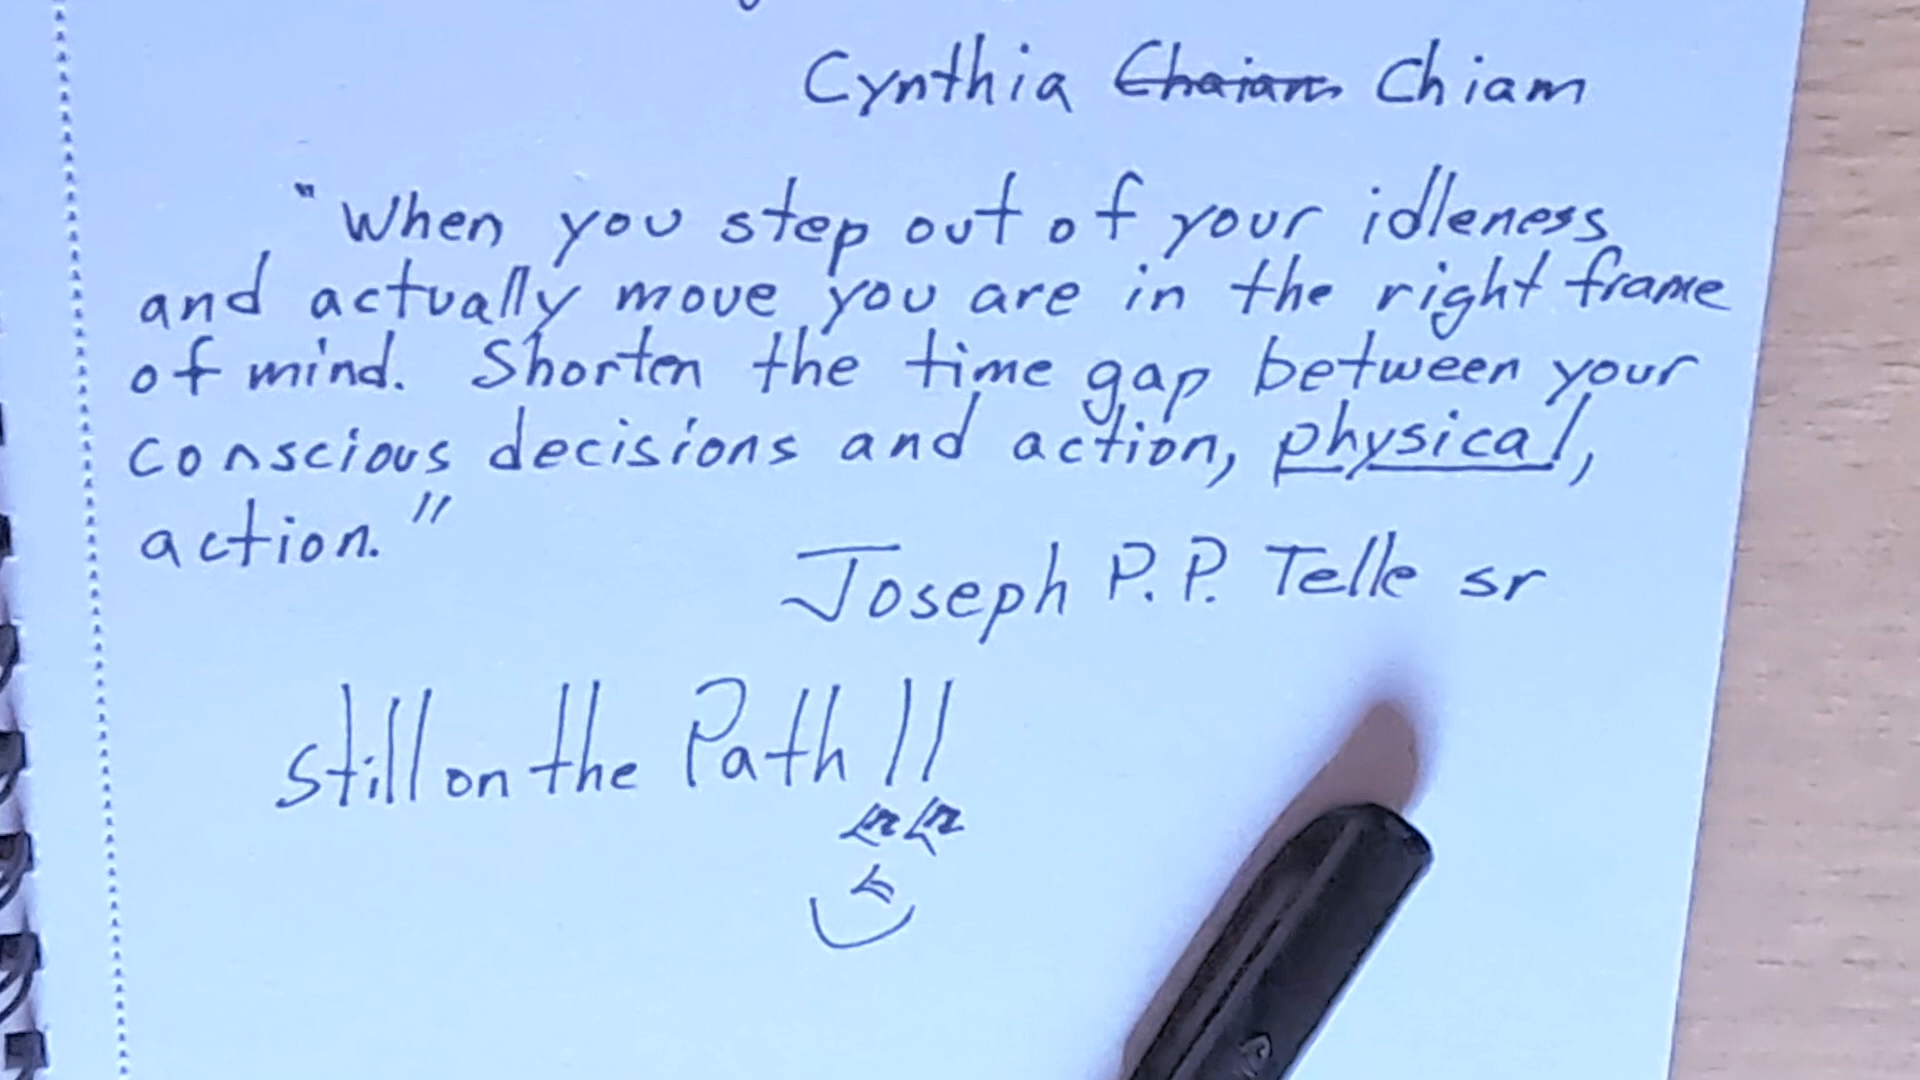 Cynthia Chaiam Chiam
"When you step out of your idleness
and actually move you are in the right frame
of mind. Shorten the time gap between your
conscious decisions and action, physical,
action."
Joseph P.P. Telle sr
Still on the Path !!